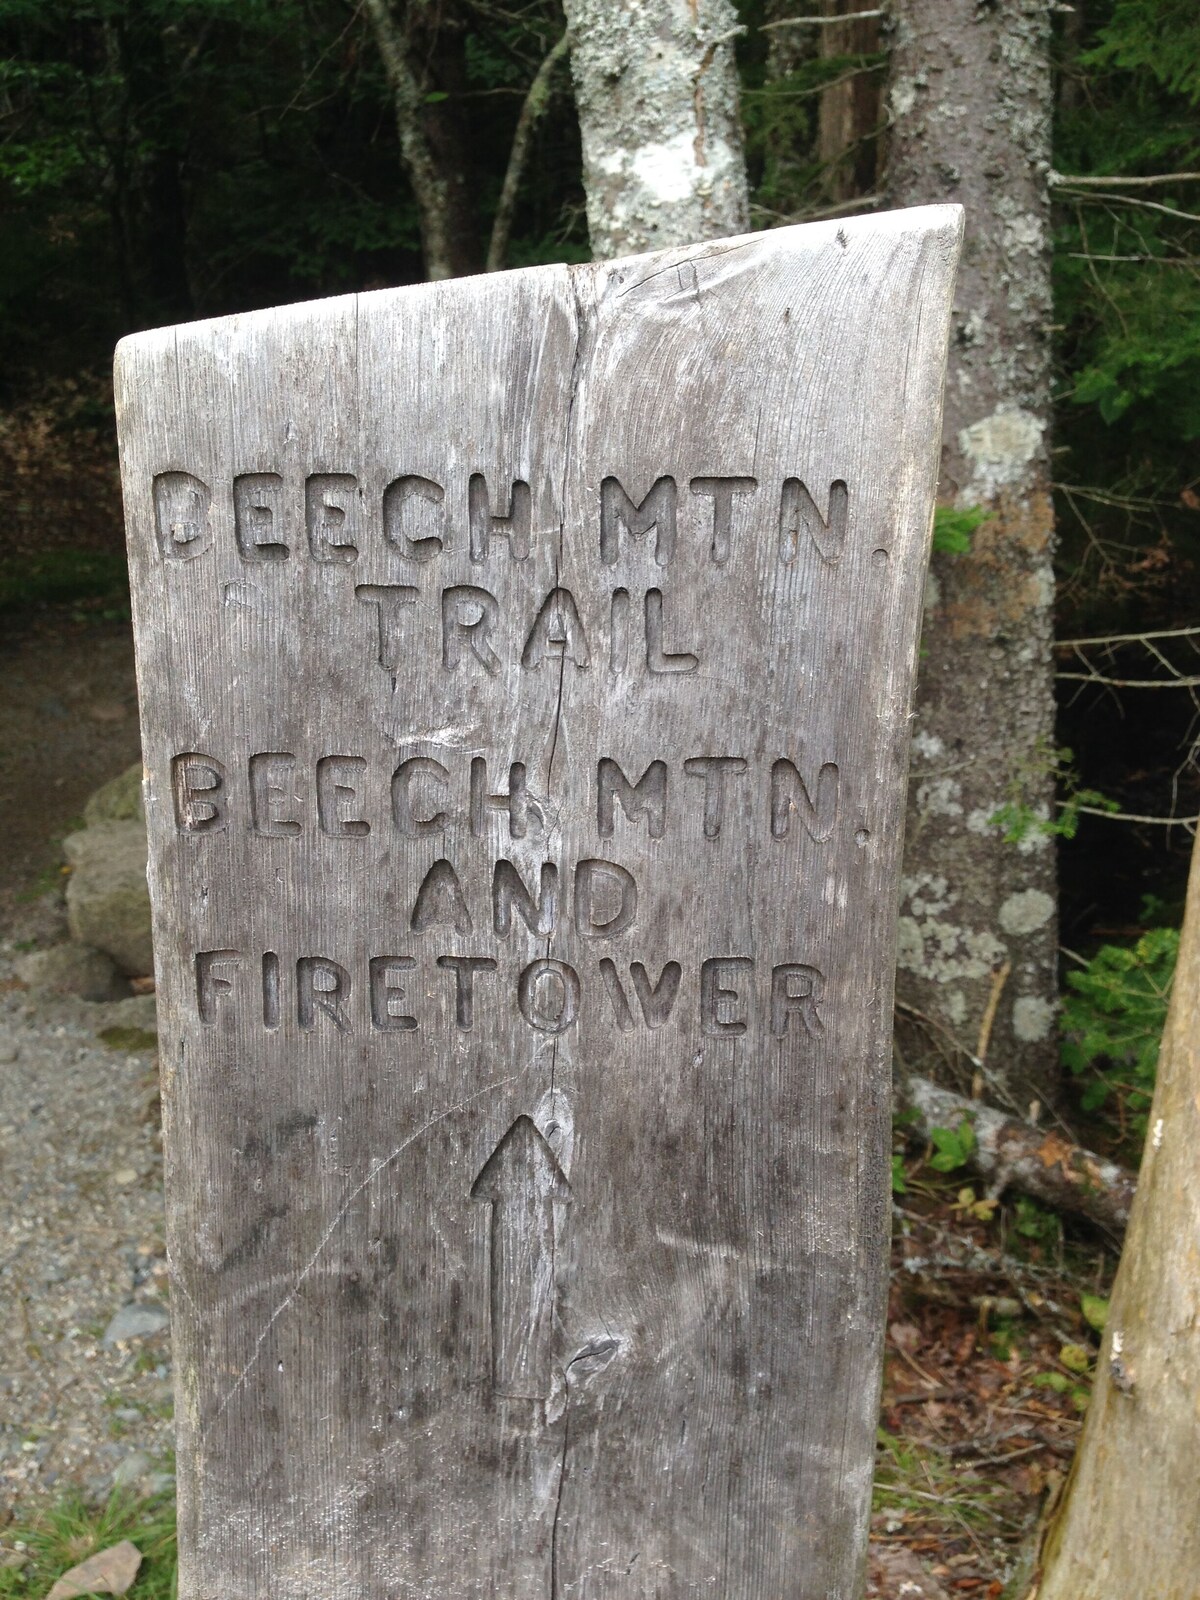 BEECH MTN.
TRAIL
BEECH MTN.
AND
FIRETOWER